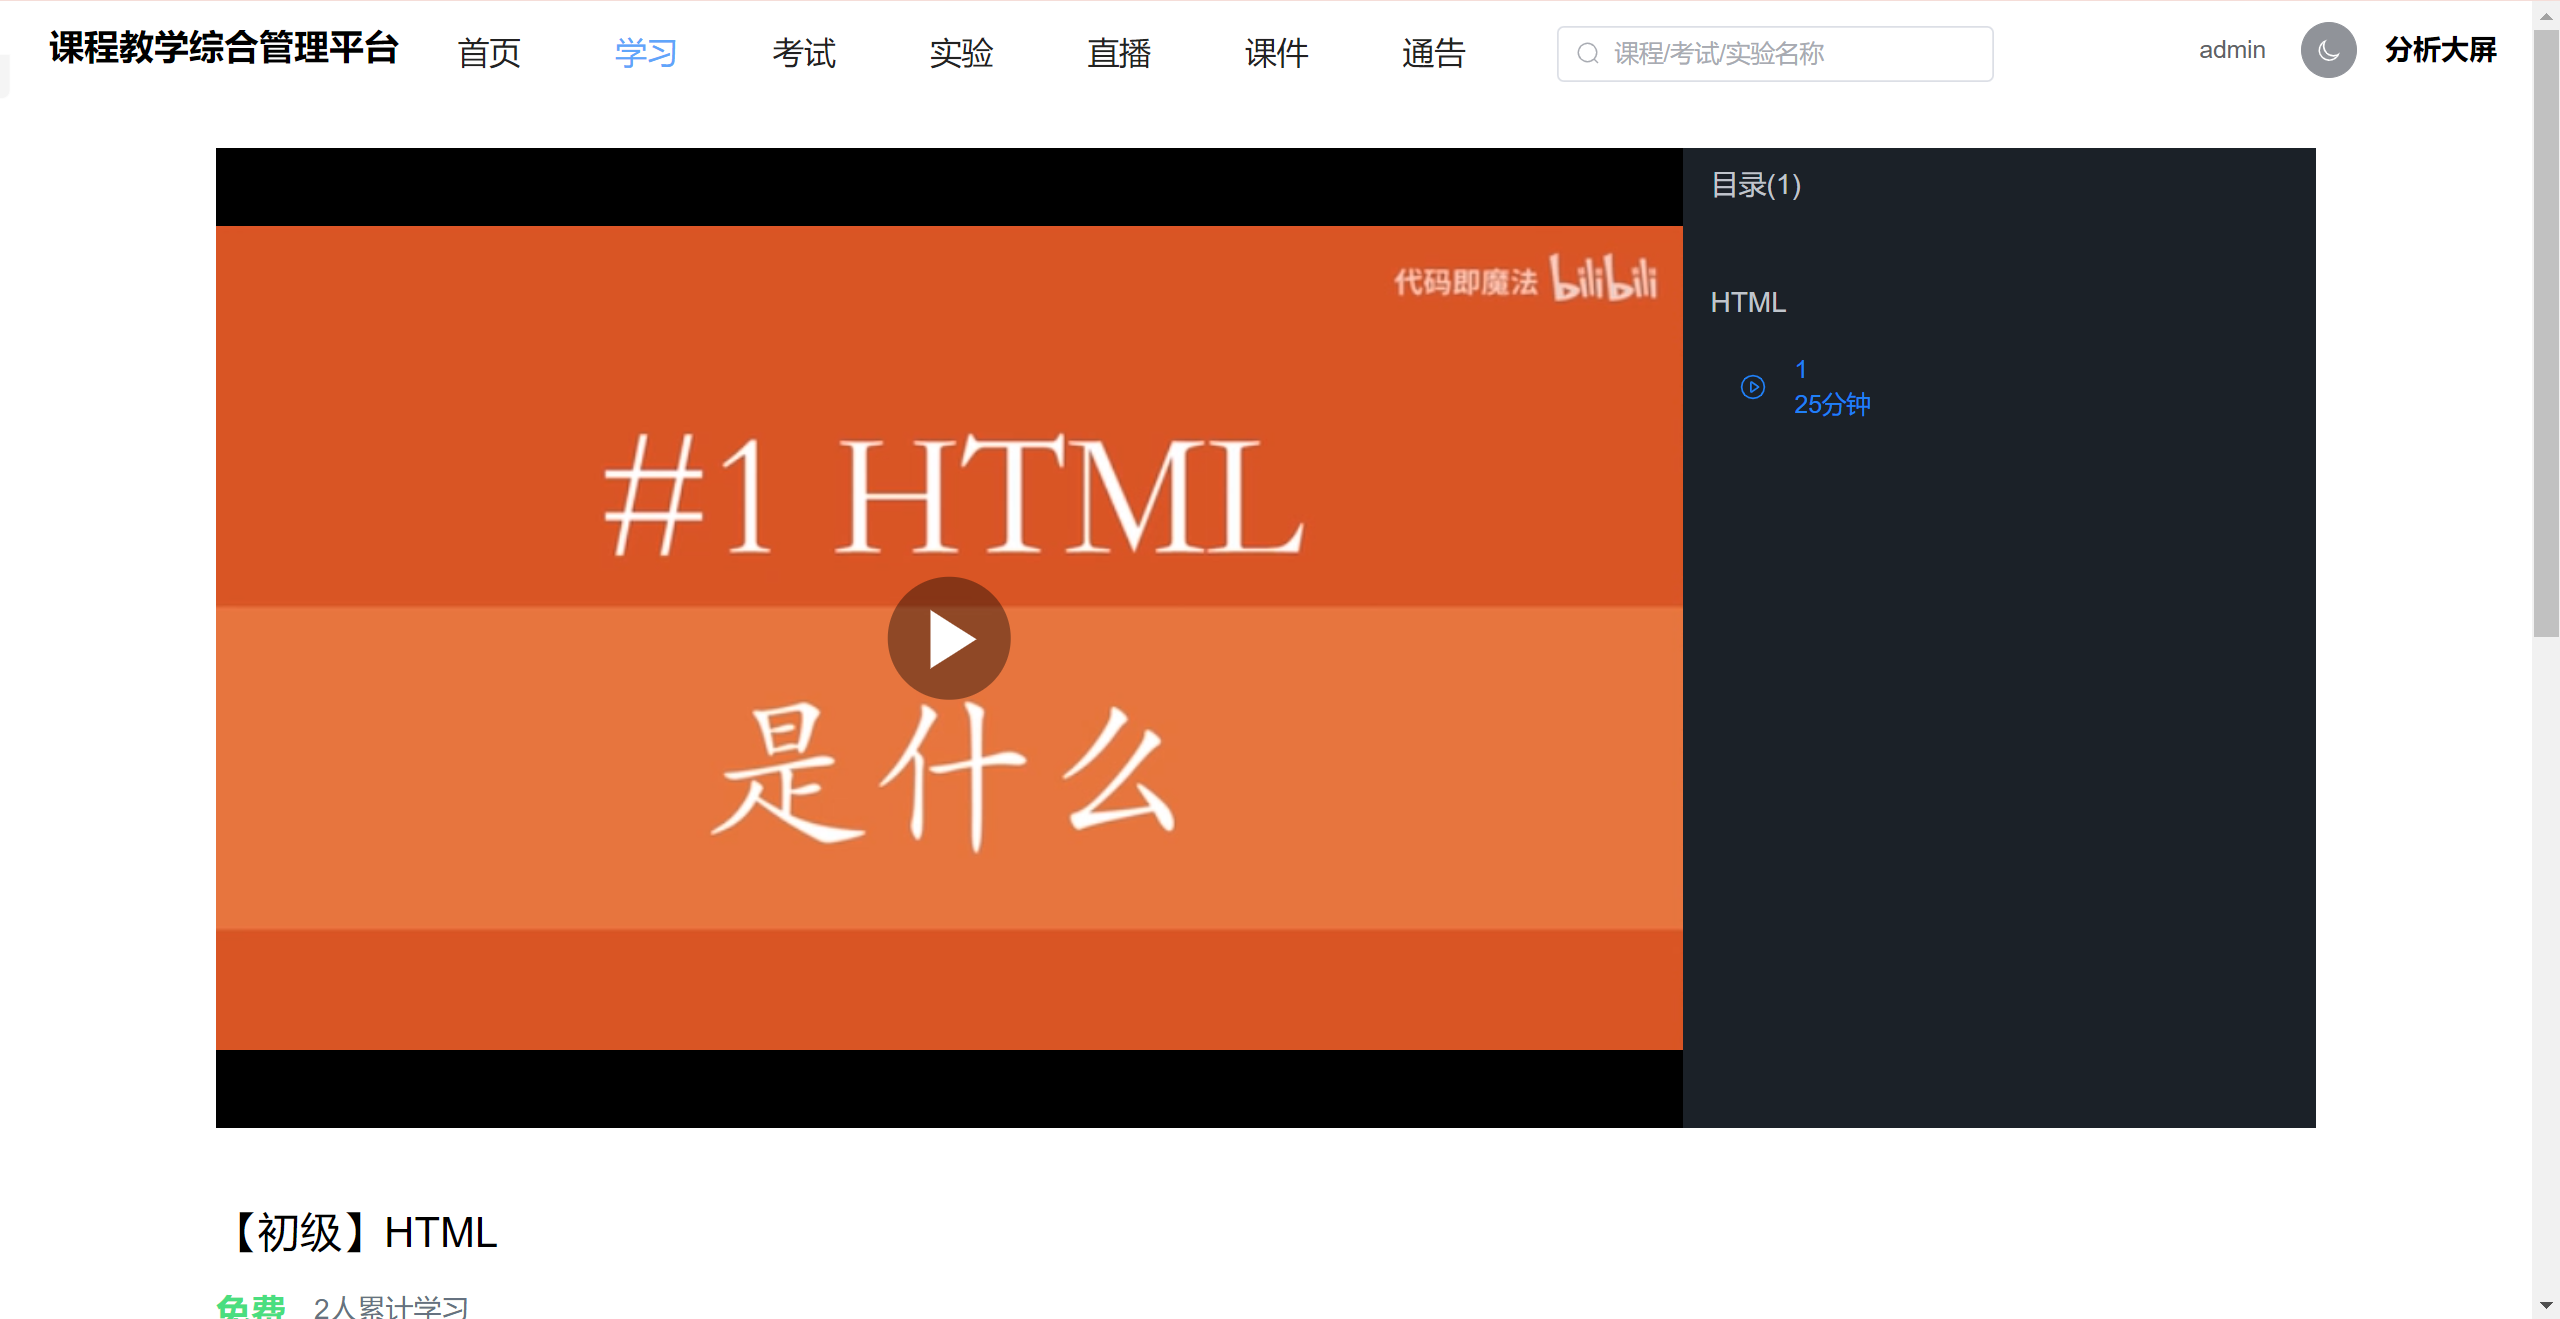 课程教学综合管理平台 首页 学习 考试 实验 直播 课件 通告 课程/考试/实验名称 admin 分析大屏
代码即魔法 bilibili
#1 HTML
是什么
目录(1)
HTML
1
25分钟
【初级】HTML
免费 2人累计学习